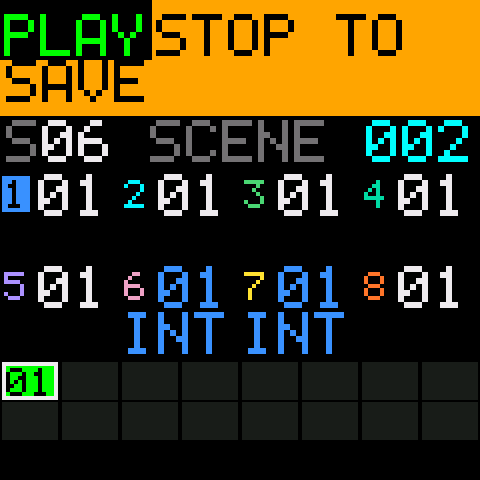 PLAY STOP TO
SAVE
S06 SCENE 002
1 01 2 01 3 01 4 01
5 01 6 01 7 01 8 01
INT INT
01